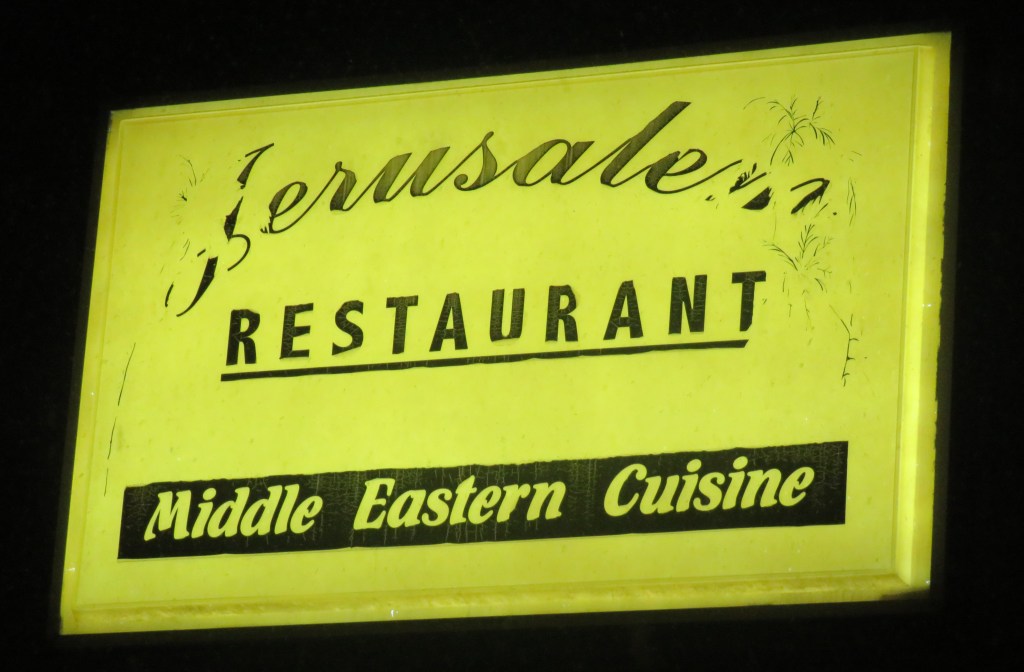 Jerusalem
RESTAURANT
Middle Eastern Cuisine